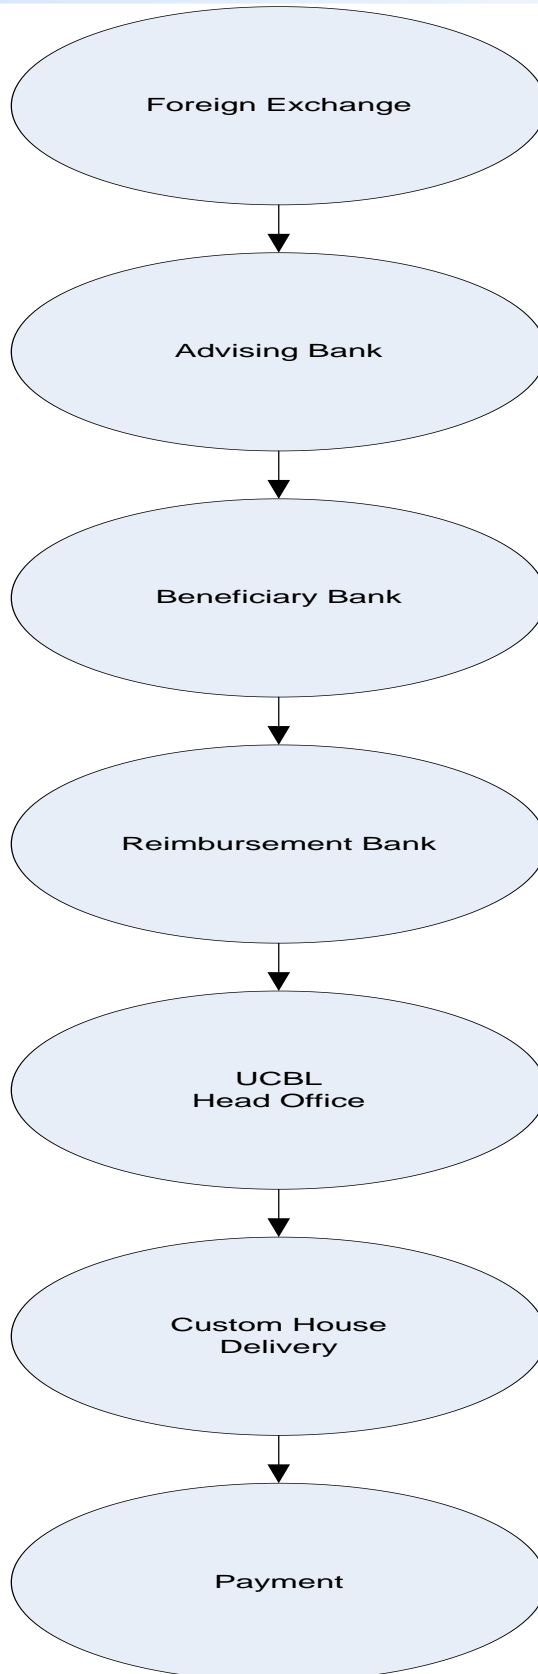 Foreign Exchange
Advising Bank
Beneficiary Bank
Reimbursement Bank
UCBL
Head Office
Custom House
Delivery
Payment